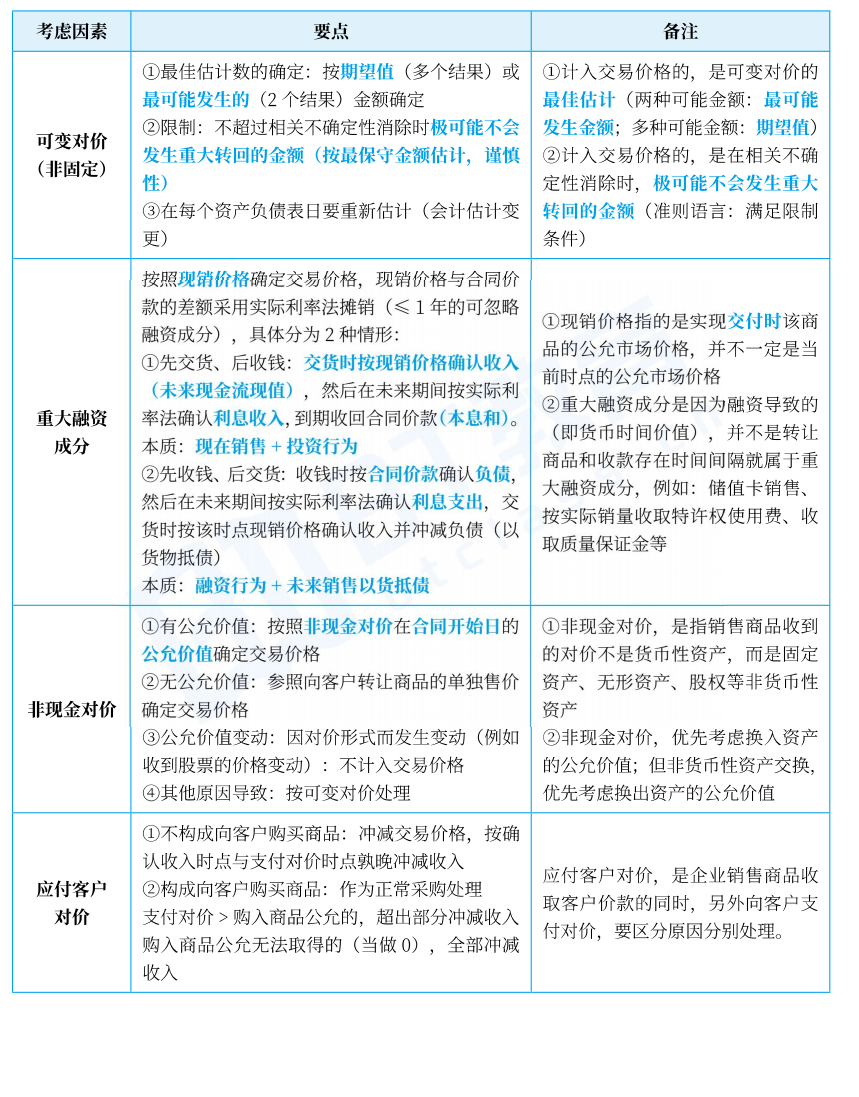 考虑因素
要点
备注
可变对价
（非固定）
①最佳估计数的确定：按期望值（多个结果）或
最可能发生的（2 个结果）金额确定
②限制：不超过相关不确定性消除时极可能不会
发生重大转回的金额（按最保守金额估计，谨慎
性）
③在每个资产负债表日要重新估计（会计估计变
更）
①计入交易价格的，是可变对价的
最佳估计（两种可能金额：最可能
发生金额；多种可能金额：期望值）
②计入交易价格的，是在相关不确
定性消除时，极可能不会发生重大
转回的金额（准则语言：满足限制
条件）
重大融资
成分
按照现销价格确定交易价格，现销价格与合同价
款的差额采用实际利率法摊销（≤ 1 年的可忽略
融资成分），具体分为 2 种情形：
①先交货、后收钱：交货时按现销价格确认收入
（未来现金流现值），然后在未来期间按实际利
率法确认利息收入，到期收回合同价款（本息和）。
本质：现在销售 + 投资行为
②先收钱、后交货：收钱时按合同价款确认负债，
然后在未来期间按实际利率法确认利息支出，交
货时按该时点现销价格确认收入并冲减负债（以
货物抵债）
本质：融资行为 + 未来销售以货抵债
①现销价格指的是实现交付时该商
品的公允市场价格，并不一定是当
前时点的公允市场价格
②重大融资成分是因为融资导致的
（即货币时间价值），并不是转让
商品和收款存在时间间隔就属于重
大融资成分，例如：储值卡销售、
按实际销量收取特许权使用费、收
取质量保证金等
非现金对价
①有公允价值：按照非现金对价在合同开始日的
公允价值确定交易价格
②无公允价值：参照向客户转让商品的单独售价
确定交易价格
③公允价值变动：因对价形式而发生变动（例如
收到股票的价格变动）：不计入交易价格
④其他原因导致：按可变对价处理
①非现金对价，是指销售商品收到
的对价不是货币性资产，而是固定
资产、无形资产、股权等非货币性
资产
②非现金对价，优先考虑换入资产
的公允价值；但非货币性资产交换，
优先考虑换出资产的公允价值
应付客户
对价
①不构成向客户购买商品：冲减交易价格，按确
认收入时点与支付对价时点孰晚冲减收入
②构成向客户购买商品：作为正常采购处理
支付对价 > 购入商品公允的，超出部分冲减收入
购入商品公允无法取得的（当做 0），全部冲减
收入
应付客户对价，是企业销售商品收
取客户价款的同时，另外向客户支
付对价，要区分原因分别处理。